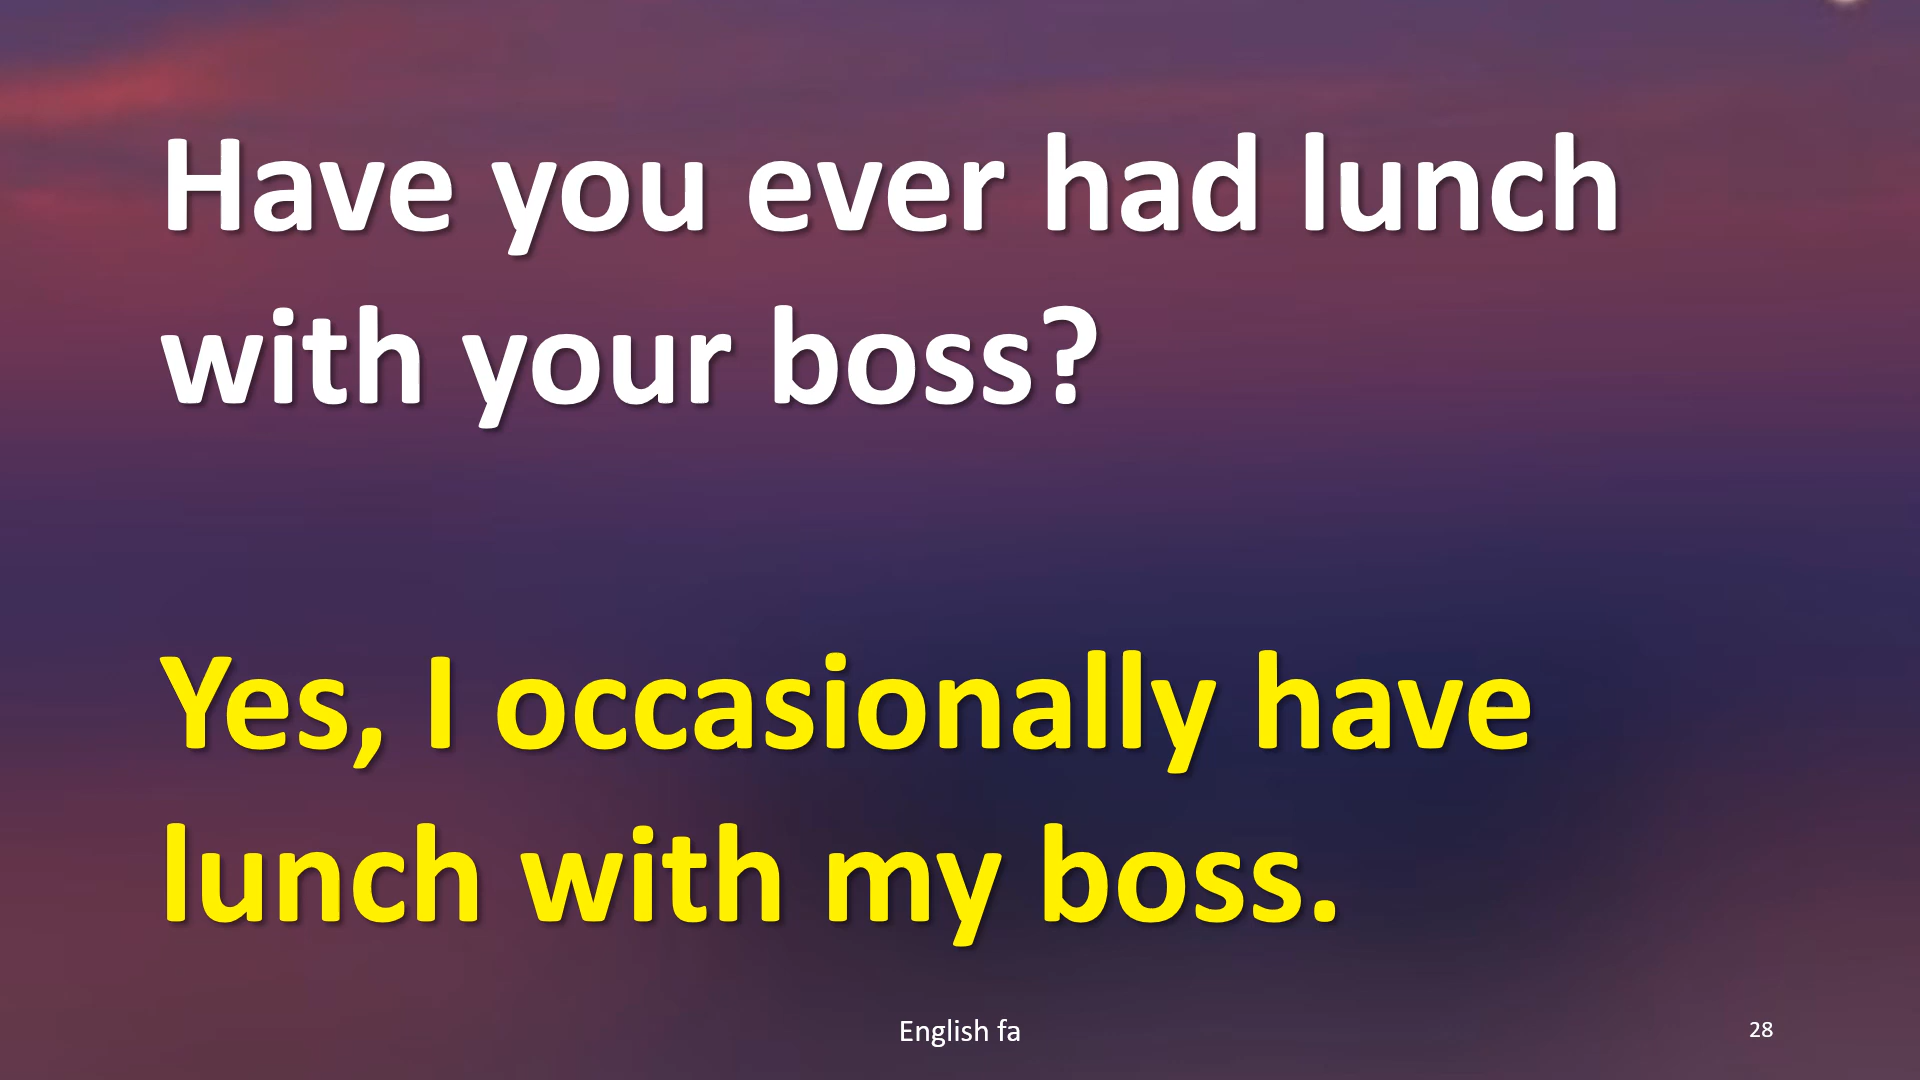 Have you ever had lunch
with your boss?
Yes, I occasionally have
lunch with my boss.
English fa
28